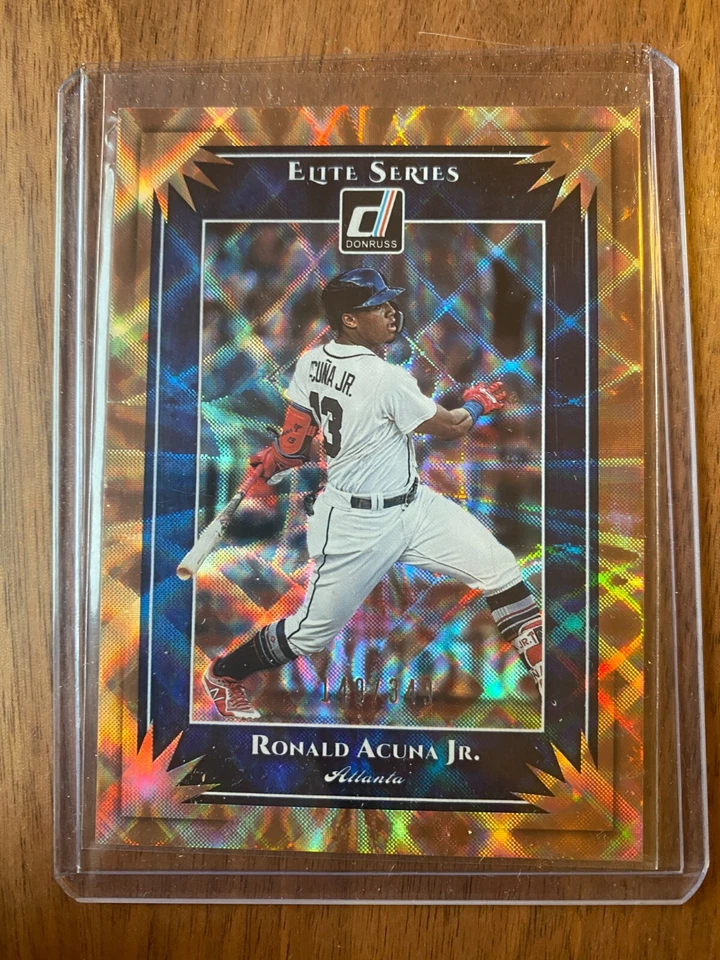 ELITE SERIES
d
DONRUSS
CUÑA JR.
13
RONALD ACUNA JR.
Atlanta